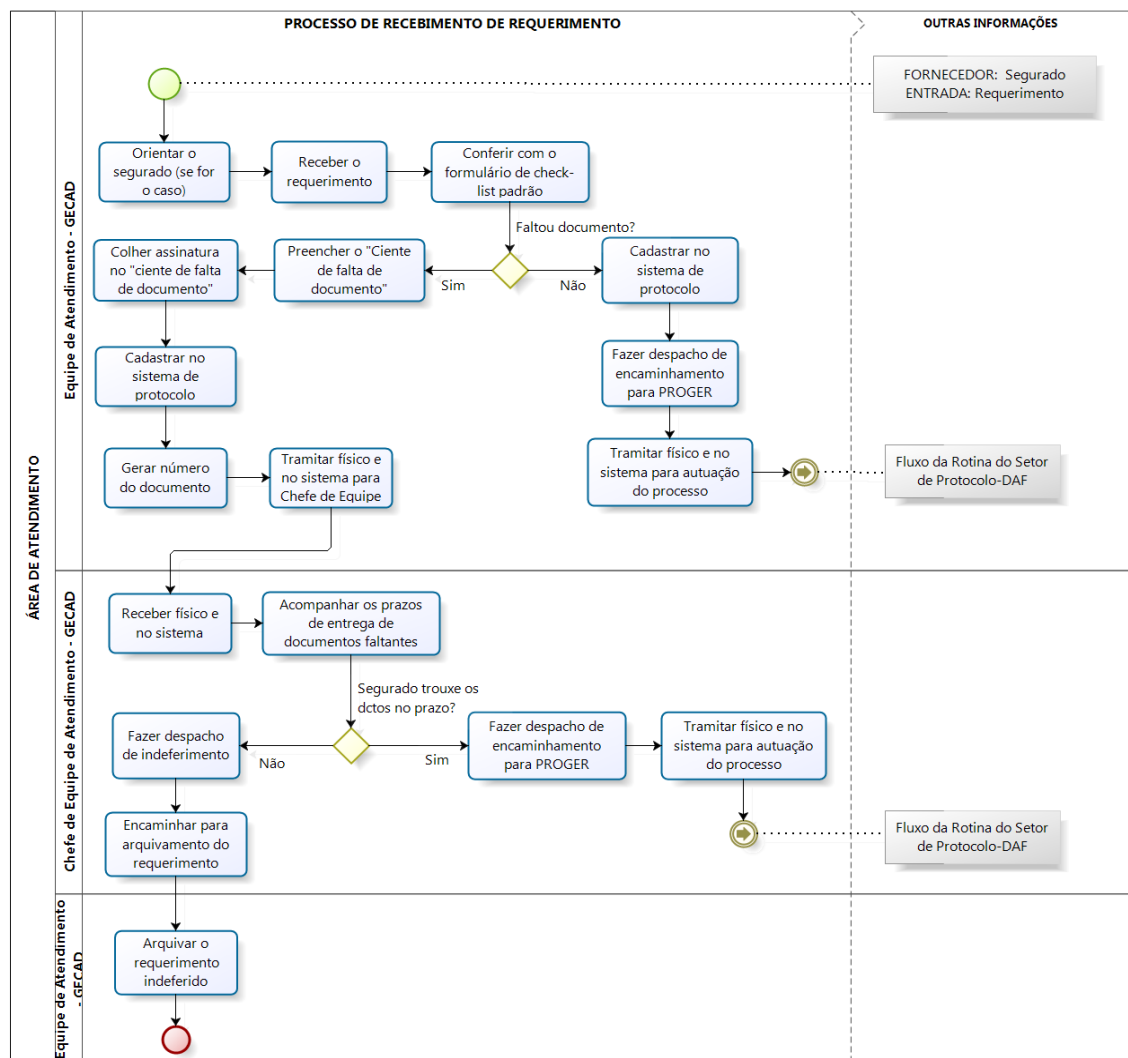 PROCESSO DE RECEBIMENTO DE REQUERIMENTO
OUTRAS INFORMAÇÕES
ÁREA DE ATENDIMENTO
Equipe de Atendimento - GECAD
FORNECEDOR: Segurado
ENTRADA: Requerimento
Orientar o
segurado (se for
o caso)
Receber o
requerimento
Conferir com o
formulário de check-
list padrão
Faltou documento?
Sim
Não
Preencher o "Ciente
de falta de
documento"
Colher assinatura
no "ciente de falta
de documento"
Cadastrar no
sistema de
protocolo
Cadastrar no
sistema de
protocolo
Fazer despacho de
encaminhamento
para PROGER
Gerar número
do documento
Tramitar físico e
no sistema para
Chefe de Equipe
Tramitar físico e no
sistema para autuação
do processo
Fluxo da Rotina do Setor
de Protocolo-DAF
Chefe de Equipe de Atendimento - GECAD
Receber físico e
no sistema
Acompanhar os prazos
de entrega de
documentos faltantes
Segurado trouxe os
dctos no prazo?
Não
Sim
Fazer despacho
de indeferimento
Fazer despacho de
encaminhamento
para PROGER
Tramitar físico e no
sistema para autuação
do processo
Encaminhar para
arquivamento do
requerimento
Fluxo da Rotina do Setor
de Protocolo-DAF
Equipe de Atendimento
- GECAD
Arquivar o
requerimento
indeferido